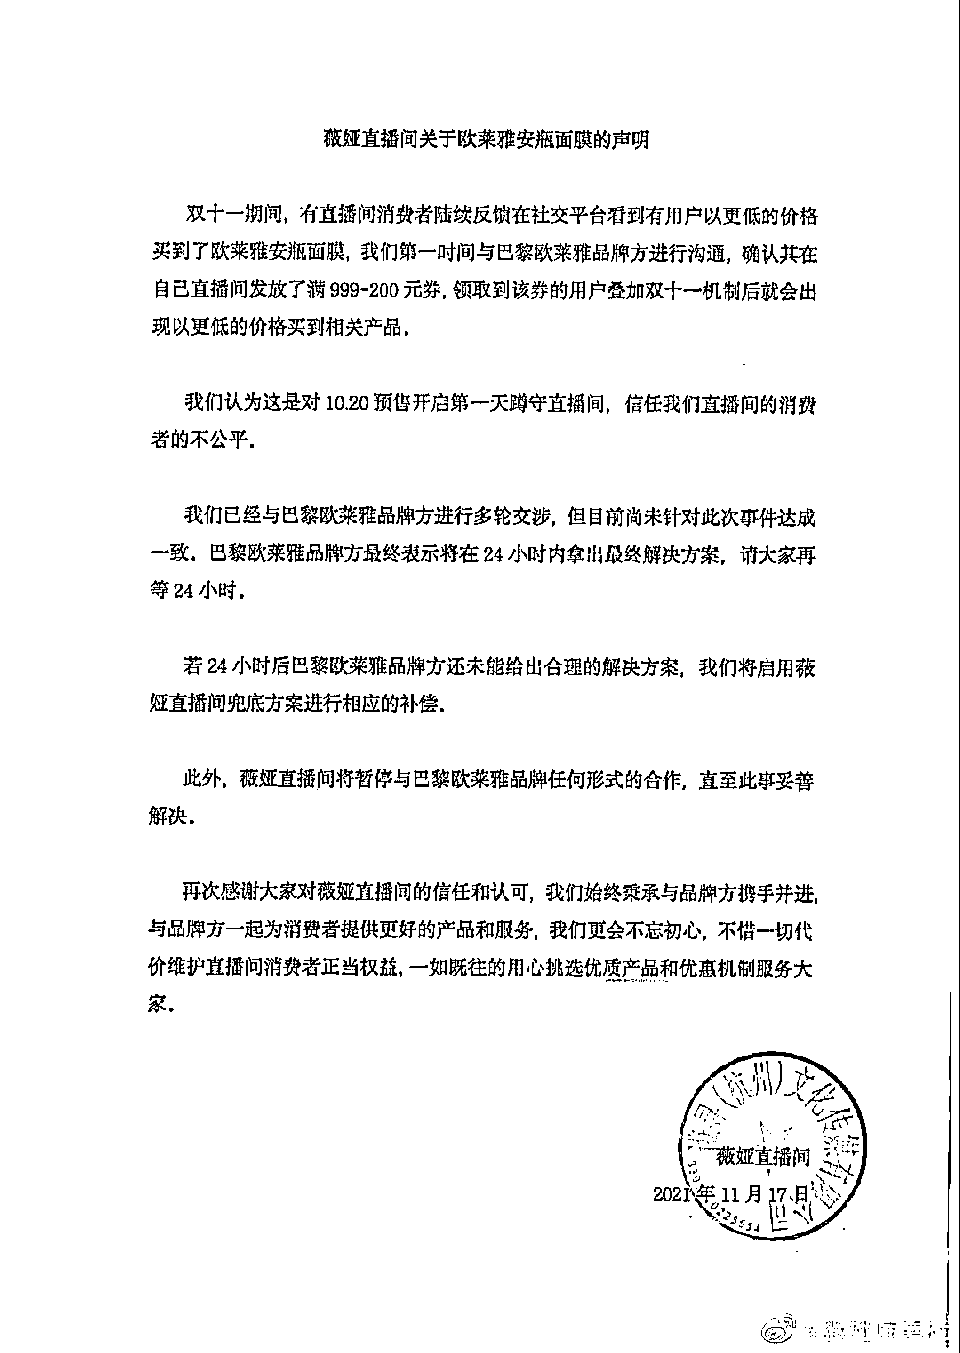 薇娅直播间关于欧莱雅安瓶面膜的声明
双十一期间，有直播间消费者陆续反馈在社交平台看到有用户以更低的价格
买到了欧莱雅安瓶面膜，我们第一时间与巴黎欧莱雅品牌方进行沟通，确认其在
自己直播间发放了满 999-200 元券，领取到该券的用户叠加双十一机制后就会出
现以更低的价格买到相关产品。
我们认为这是对 10.20 预售开启第一天蹲守直播间，信任我们直播间的消费
者的不公平。
我们已经与巴黎欧莱雅品牌方进行多轮交涉，但目前尚未针对此次事件达成
一致。巴黎欧莱雅品牌方最终表示将在 24 小时内拿出最终解决方案，请大家再
等 24 小时。
若 24 小时后巴黎欧莱雅品牌方还未能给出合理的解决方案，我们将启用薇
娅直播间兜底方案进行相应的补偿。
此外，薇娅直播间将暂停与巴黎欧莱雅品牌任何形式的合作，直至此事妥善
解决。
再次感谢大家对薇娅直播间的信任和认可，我们始终秉承与品牌方携手并进，
与品牌方一起为消费者提供更好的产品和服务，我们更会不忘初心，不惜一切代
价维护直播间消费者正当权益，一如既往的用心挑选优质产品和优惠机制服务大
家。
（杭州）文化传媒有限公司
薇娅直播间
2021 年 11 月 17 日